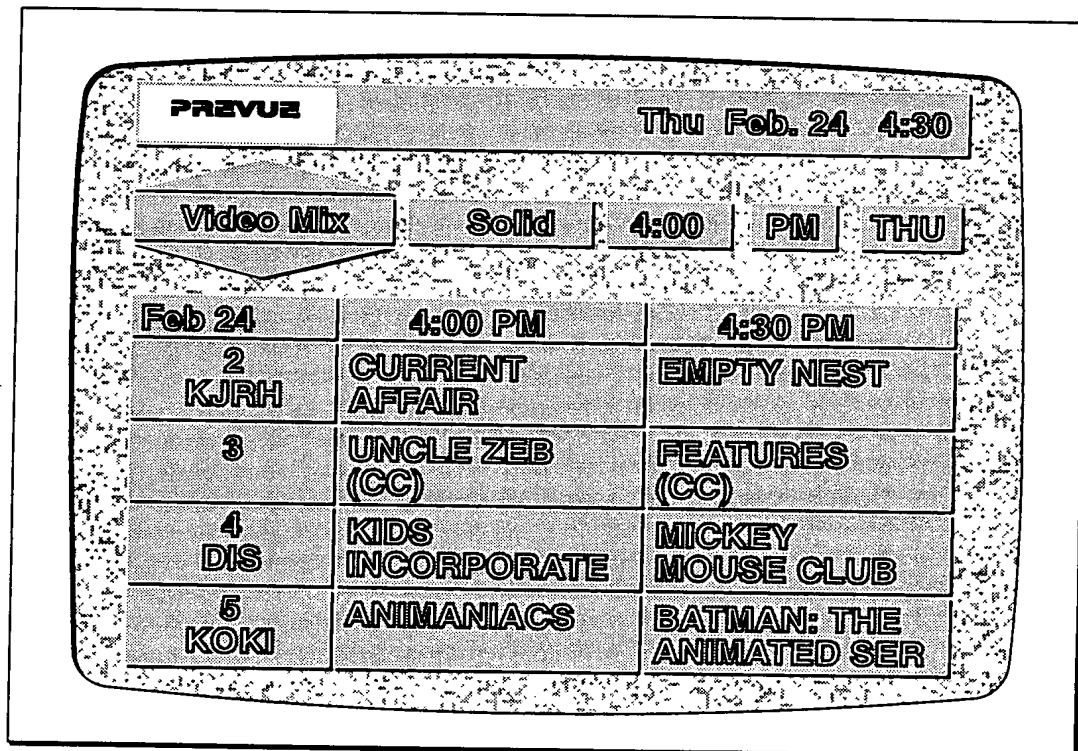 PREVUE
Thu Feb. 24 4:30
Video Mix Solid 4:00 PM THU
Feb 24 4:00 PM 4:30 PM
2 CURRENT EMPTY NEST
KJRH AFFAIR
3 UNCLE ZEB FEATURES
(CC) (CC)
4 KIDS MICKEY
DIS INCORPORATE MOUSE CLUB
5 ANIMANIACS BATMAN: THE
KOKI ANIMATED SER